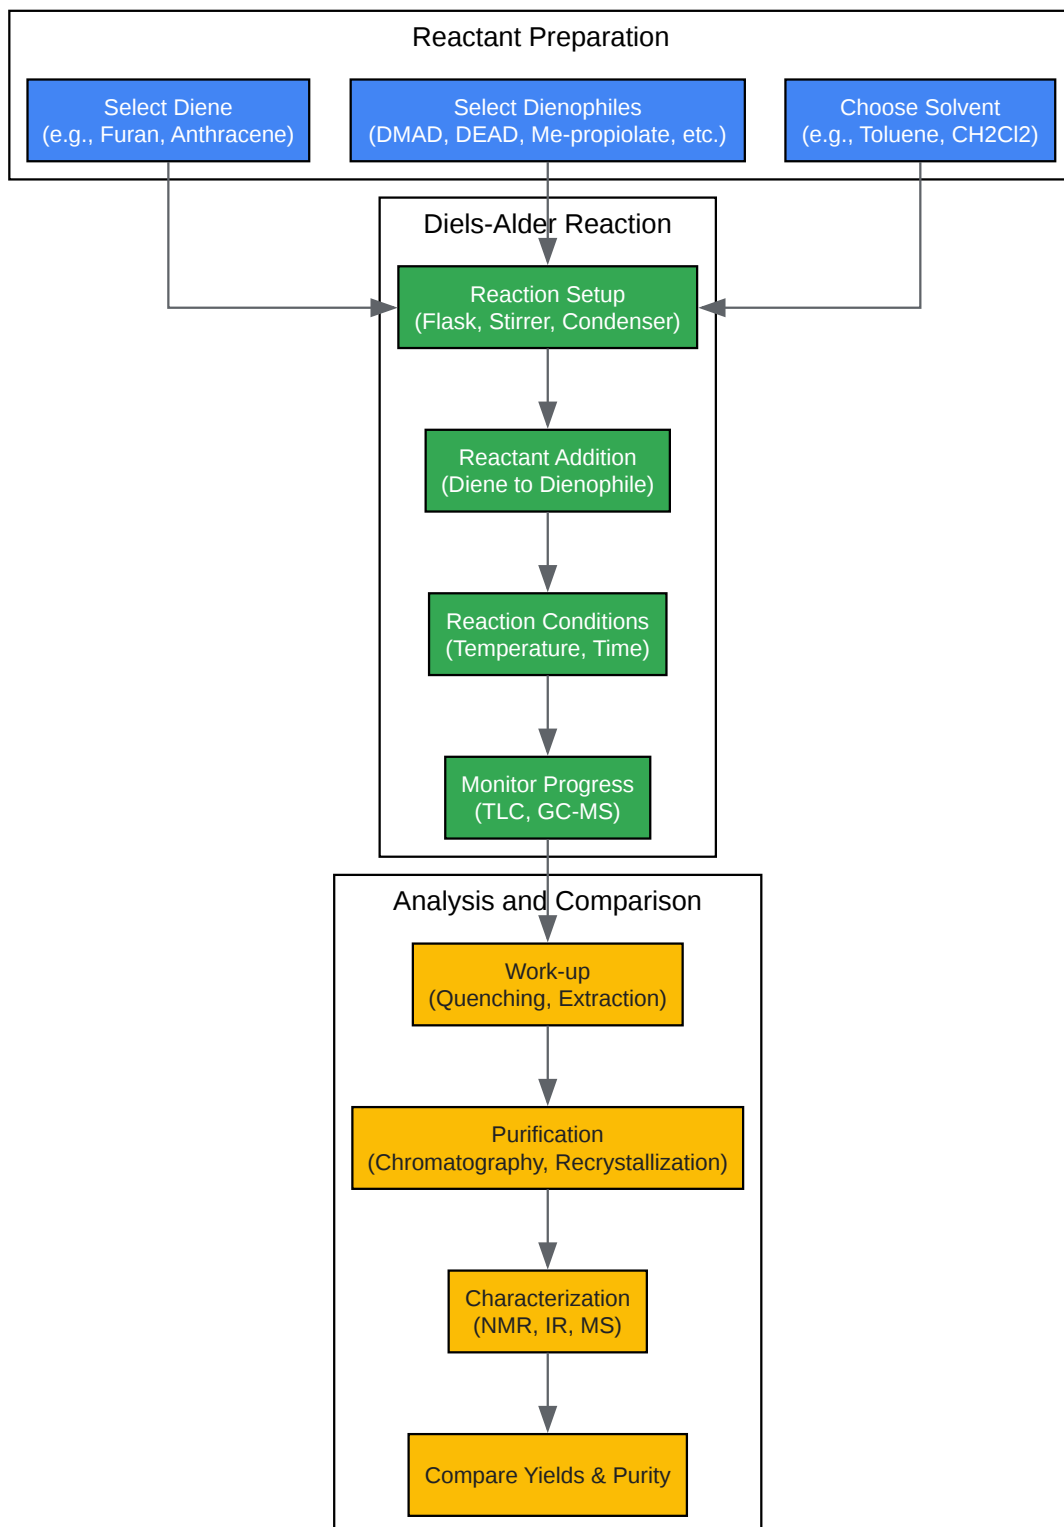 Reactant Preparation
Select Diene
(e.g., Furan, Anthracene)
Select Dienophiles
(DMAD, DEAD, Me-propiolate, etc.)
Choose Solvent
(e.g., Toluene, CH2Cl2)
Diels-Alder Reaction
Reaction Setup
(Flask, Stirrer, Condenser)
Reactant Addition
(Diene to Dienophile)
Reaction Conditions
(Temperature, Time)
Monitor Progress
(TLC, GC-MS)
Analysis and Comparison
Work-up
(Quenching, Extraction)
Purification
(Chromatography, Recrystallization)
Characterization
(NMR, IR, MS)
Compare Yields & Purity